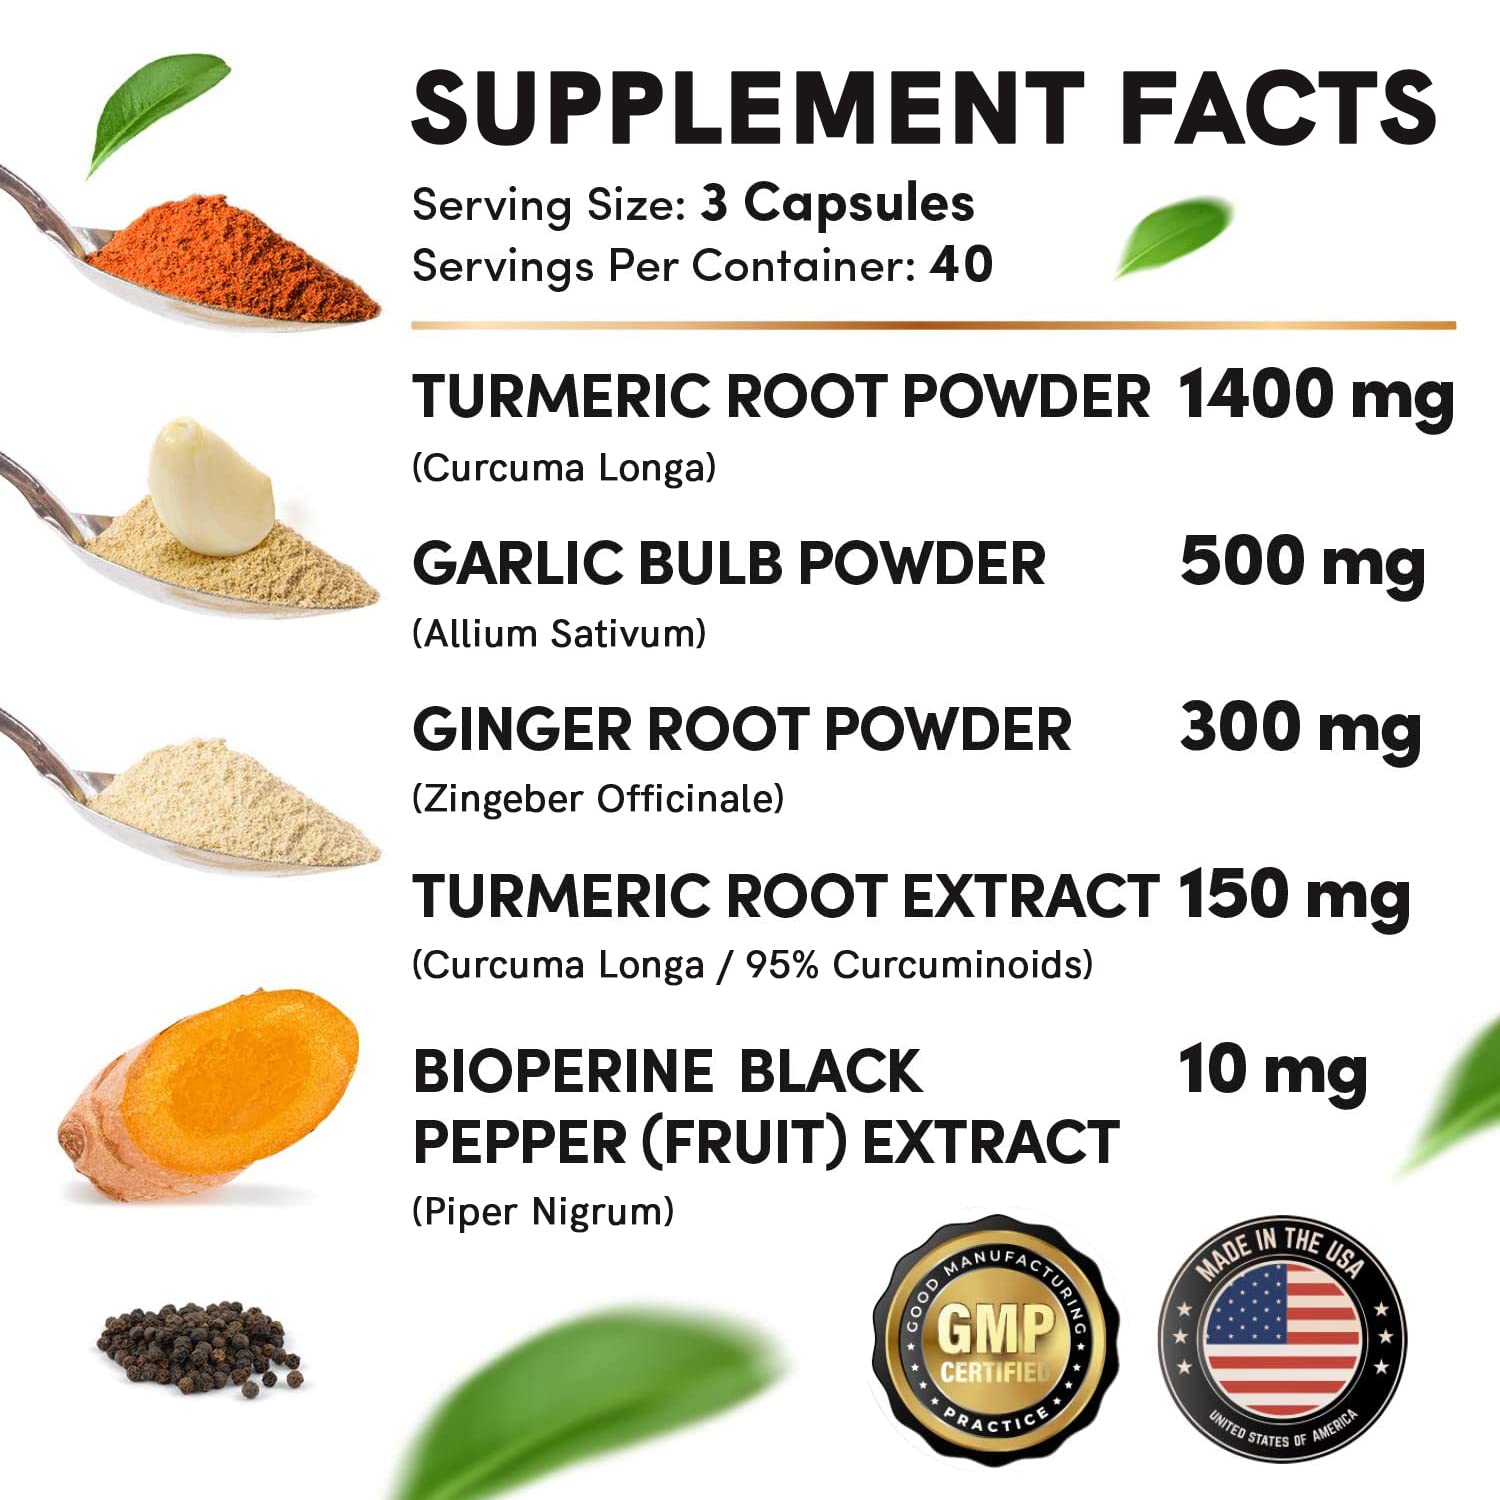 SUPPLEMENT FACTS
Serving Size: 3 Capsules
Servings Per Container: 40
TURMERIC ROOT POWDER 1400 mg
(Curcuma Longa)
GARLIC BULB POWDER 500 mg
(Allium Sativum)
GINGER ROOT POWDER 300 mg
(Zingeber Officinale)
TURMERIC ROOT EXTRACT 150 mg
(Curcuma Longa / 95% Curcuminoids)
BIOPERINE BLACK 10 mg
PEPPER (FRUIT) EXTRACT
(Piper Nigrum)
GOOD MANUFACTURING
GMP
CERTIFIED
PRACTICE
MADE IN THE USA
UNITED STATES OF AMERICA